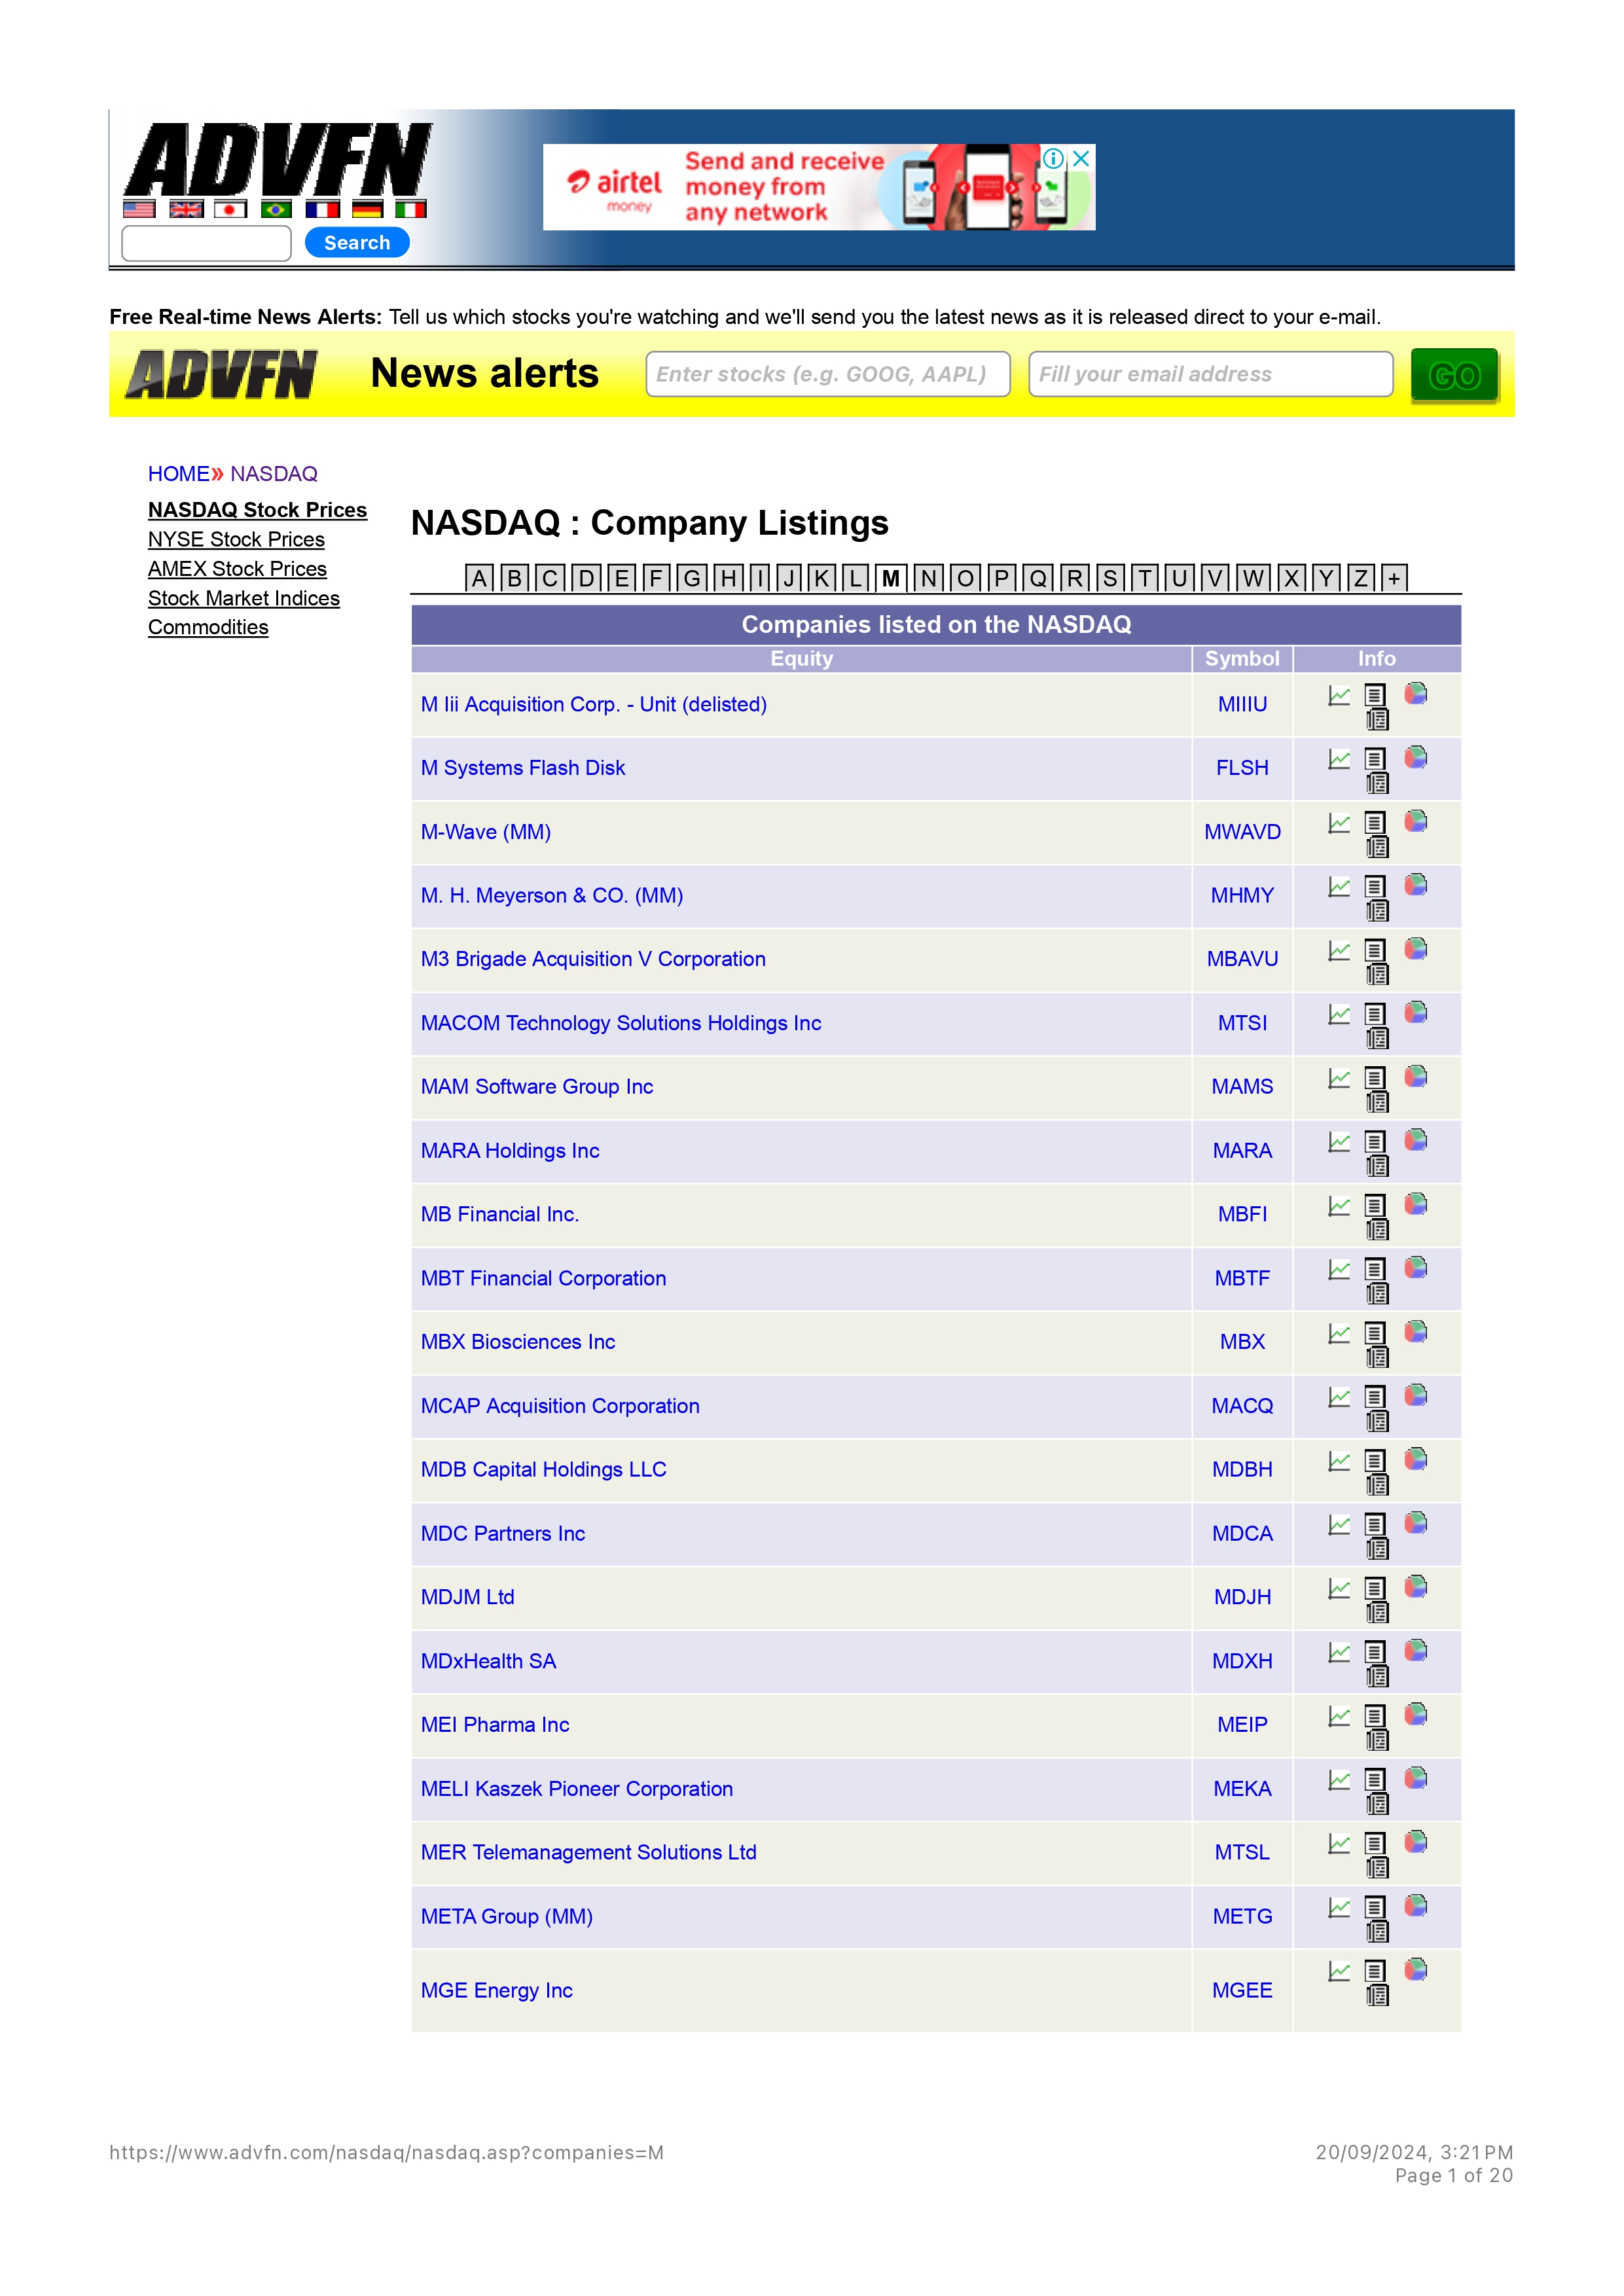 ADVFN
airtel
money
Send and receive
money from
any network
Search
Free Real-time News Alerts: Tell us which stocks you're watching and we'll send you the latest news as it is released direct to your e-mail.
ADVFN
News alerts
Enter stocks (e.g. GOOG, AAPL)
Fill your email address
GO
HOME» NASDAQ
NASDAQ Stock Prices
NYSE Stock Prices
AMEX Stock Prices
Stock Market Indices
Commodities
NASDAQ : Company Listings
A B C D E F G H I J K L M N O P Q R S T U V W X Y Z +
Companies listed on the NASDAQ
Equity Symbol Info
M Iii Acquisition Corp. - Unit (delisted) MIIIU
M Systems Flash Disk FLSH
M-Wave (MM) MWAVD
M. H. Meyerson & CO. (MM) MHMY
M3 Brigade Acquisition V Corporation MBAVU
MACOM Technology Solutions Holdings Inc MTSI
MAM Software Group Inc MAMS
MARA Holdings Inc MARA
MB Financial Inc. MBFI
MBT Financial Corporation MBTF
MBX Biosciences Inc MBX
MCAP Acquisition Corporation MACQ
MDB Capital Holdings LLC MDBH
MDC Partners Inc MDCA
MDJM Ltd MDJH
MDxHealth SA MDXH
MEI Pharma Inc MEIP
MELI Kaszek Pioneer Corporation MEKA
MER Telemanagement Solutions Ltd MTSL
META Group (MM) METG
MGE Energy Inc MGEE
https://www.advfn.com/nasdaq/nasdaq.asp?companies=M
20/09/2024, 3:21 PM
Page 1 of 20